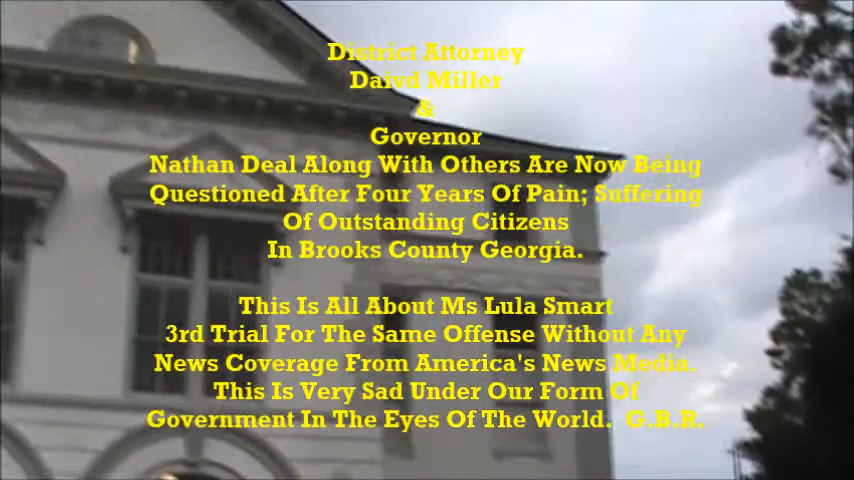 District Attorney
Daivd Miller
&
Governor
Nathan Deal Along With Others Are Now Being
Questioned After Four Years Of Pain; Suffering
Of Outstanding Citizens
In Brooks County Georgia.
This Is All About Ms Lula Smart
3rd Trial For The Same Offense Without Any
News Coverage From America's News Media.
This Is Very Sad Under Our Form Of
Government In The Eyes Of The World. G.B.R.